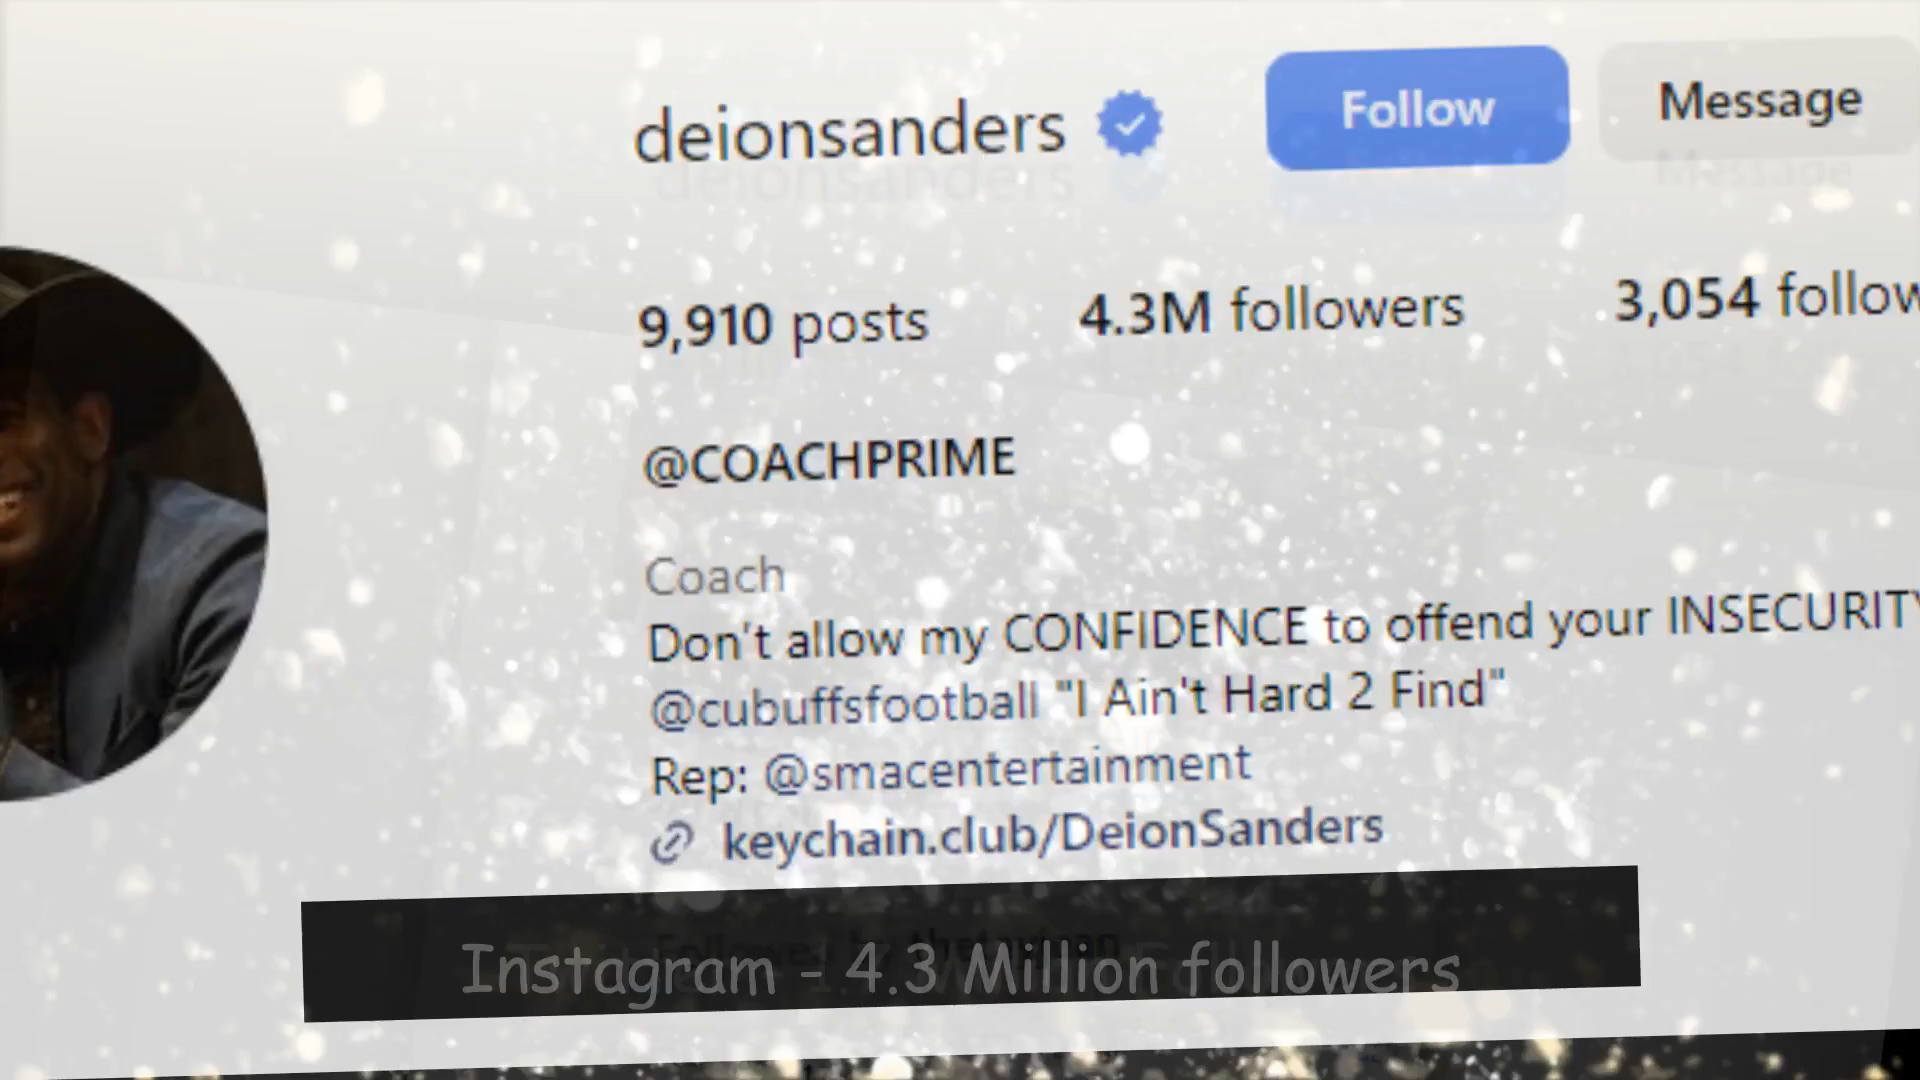 deionsanders
Follow
Message
9,910 posts
4.3M followers
3,054 follow
@COACHPRIME
Coach
Don't allow my CONFIDENCE to offend your INSECURITY
@cubuffsfootball "I Ain't Hard 2 Find"
Rep: @smacentertainment
keychain.club/DeionSanders
Instagram - 4.3 Million followers